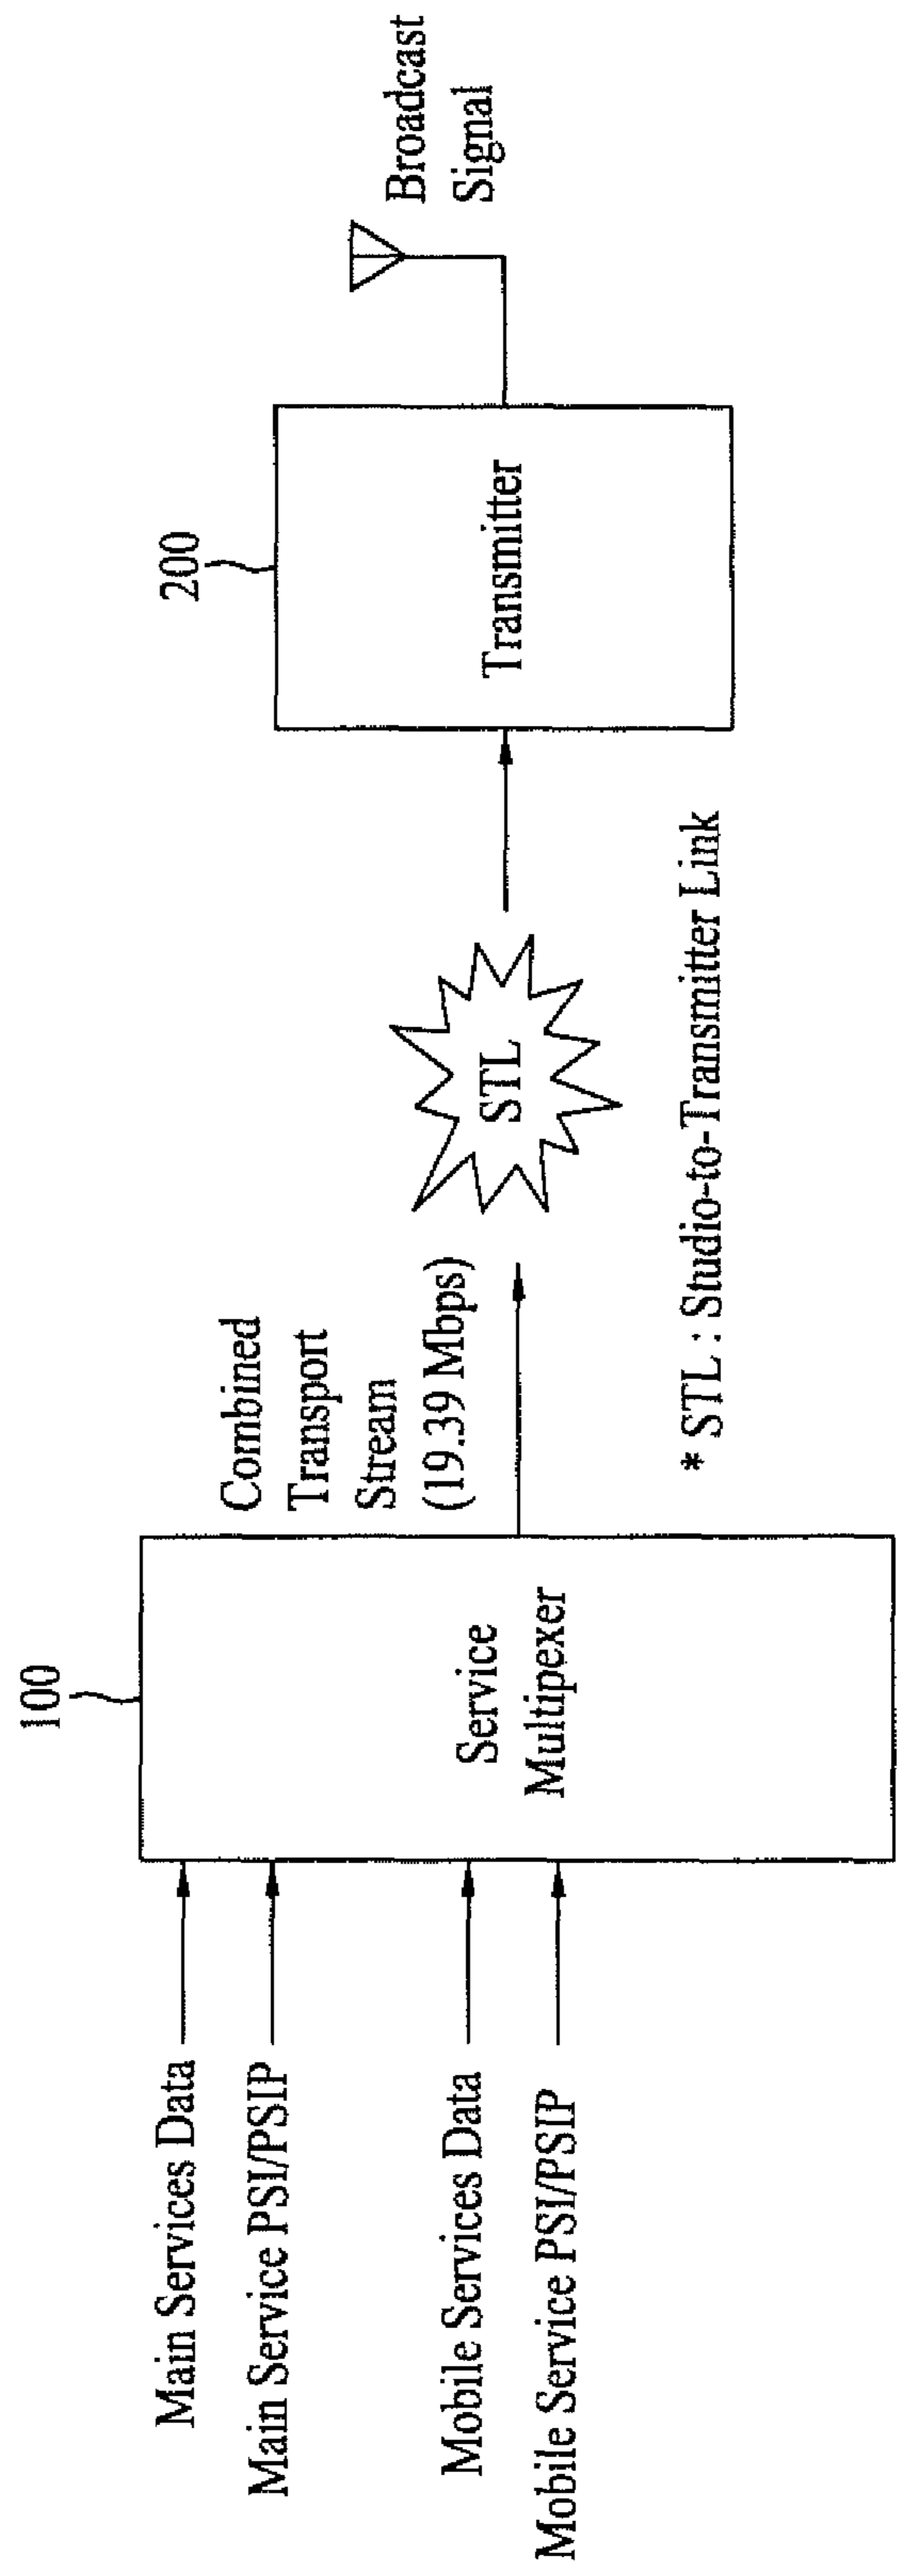 Main Services Data
Main Service PSI/PSIP
Mobile Services Data
Mobile Service PSI/PSIP
100
Service
Multipexer
Combined
Transport
Stream
(19.39 Mbps)
STL
200
Transmitter
Broadcast
Signal
* STL : Studio-to-Transmitter Link